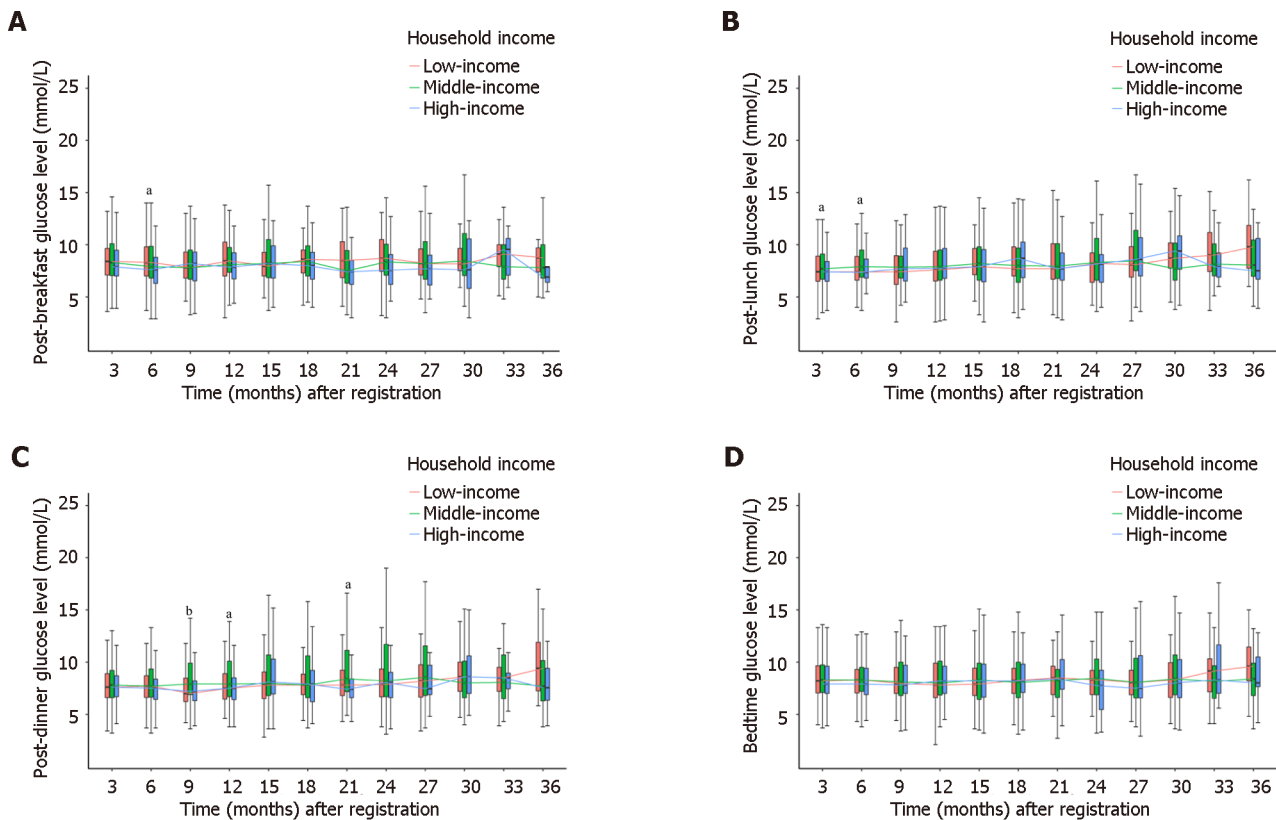 A
Household income
Low-income
Middle-income
High-income
Post-breakfast glucose level (mmol/L)
25
20
15
10
5
a
3 6 9 12 15 18 21 24 27 30 33 36
Time (months) after registration
B
Household income
Low-income
Middle-income
High-income
Post-lunch glucose level (mmol/L)
25
20
15
10
5
a a
3 6 9 12 15 18 21 24 27 30 33 36
Time (months) after registration
C
Household income
Low-income
Middle-income
High-income
Post-dinner glucose level (mmol/L)
25
20
15
10
5
b a a
3 6 9 12 15 18 21 24 27 30 33 36
Time (months) after registration
D
Household income
Low-income
Middle-income
High-income
Bedtime glucose level (mmol/L)
25
20
15
10
5
3 6 9 12 15 18 21 24 27 30 33 36
Time (months) after registration